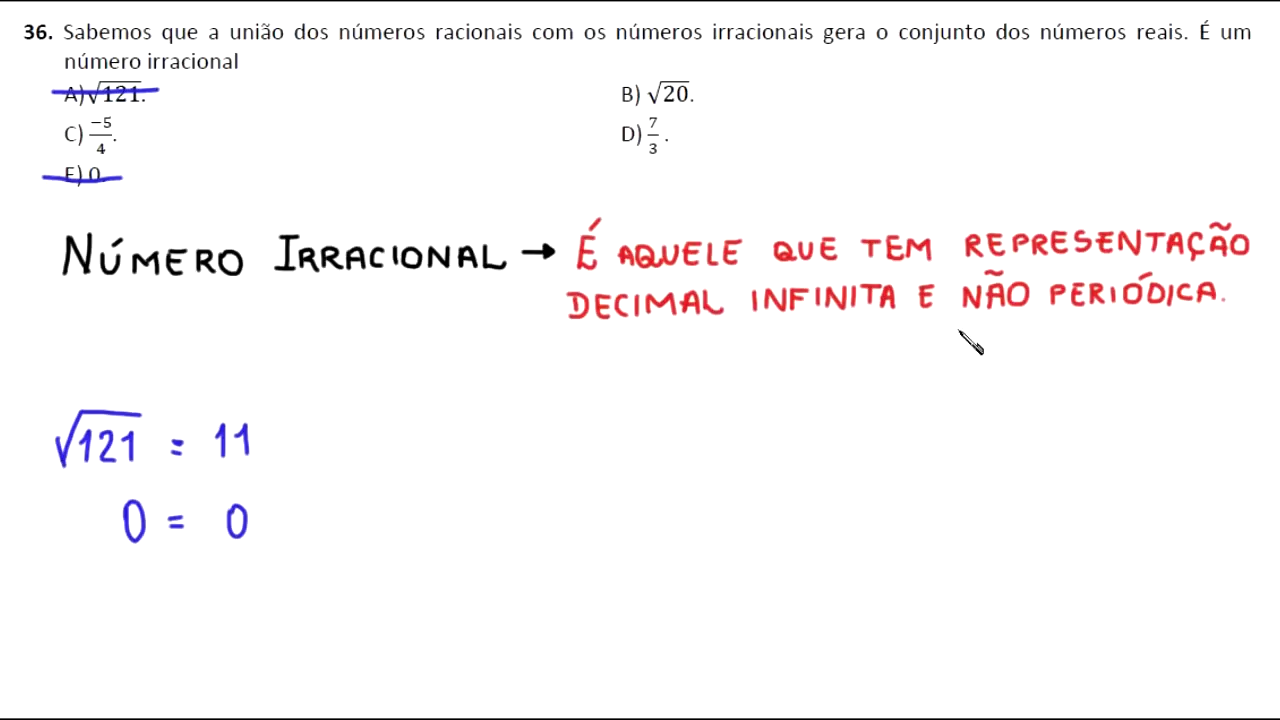 36. Sabemos que a união dos números racionais com os números irracionais gera o conjunto dos números reais. É um
número irracional
A) √121.
B) √20.
C) −5/4.
D) 7/3 .
E) 0.
NÚMERO IRRACIONAL → É AQUELE QUE TEM REPRESENTAÇÃO
DECIMAL INFINITA E NÃO PERIÓDICA.
√121 = 11
0 = 0